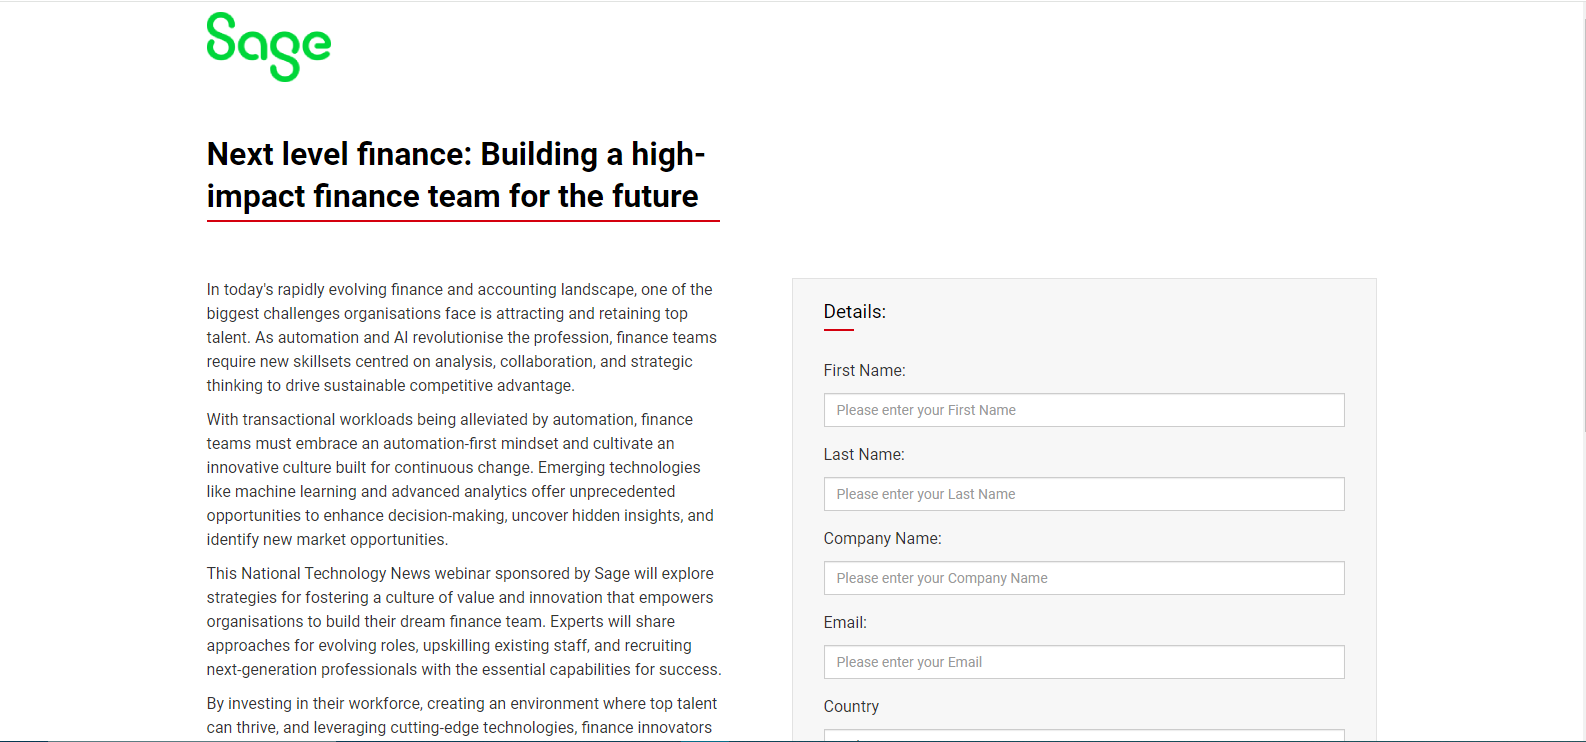 Sage
Next level finance: Building a high-
impact finance team for the future
In today's rapidly evolving finance and accounting landscape, one of the
biggest challenges organisations face is attracting and retaining top
talent. As automation and AI revolutionise the profession, finance teams
require new skillsets centred on analysis, collaboration, and strategic
thinking to drive sustainable competitive advantage.
With transactional workloads being alleviated by automation, finance
teams must embrace an automation-first mindset and cultivate an
innovative culture built for continuous change. Emerging technologies
like machine learning and advanced analytics offer unprecedented
opportunities to enhance decision-making, uncover hidden insights, and
identify new market opportunities.
This National Technology News webinar sponsored by Sage will explore
strategies for fostering a culture of value and innovation that empowers
organisations to build their dream finance team. Experts will share
approaches for evolving roles, upskilling existing staff, and recruiting
next-generation professionals with the essential capabilities for success.
By investing in their workforce, creating an environment where top talent
can thrive, and leveraging cutting-edge technologies, finance innovators
Details:
First Name:
Please enter your First Name
Last Name:
Please enter your Last Name
Company Name:
Please enter your Company Name
Email:
Please enter your Email
Country